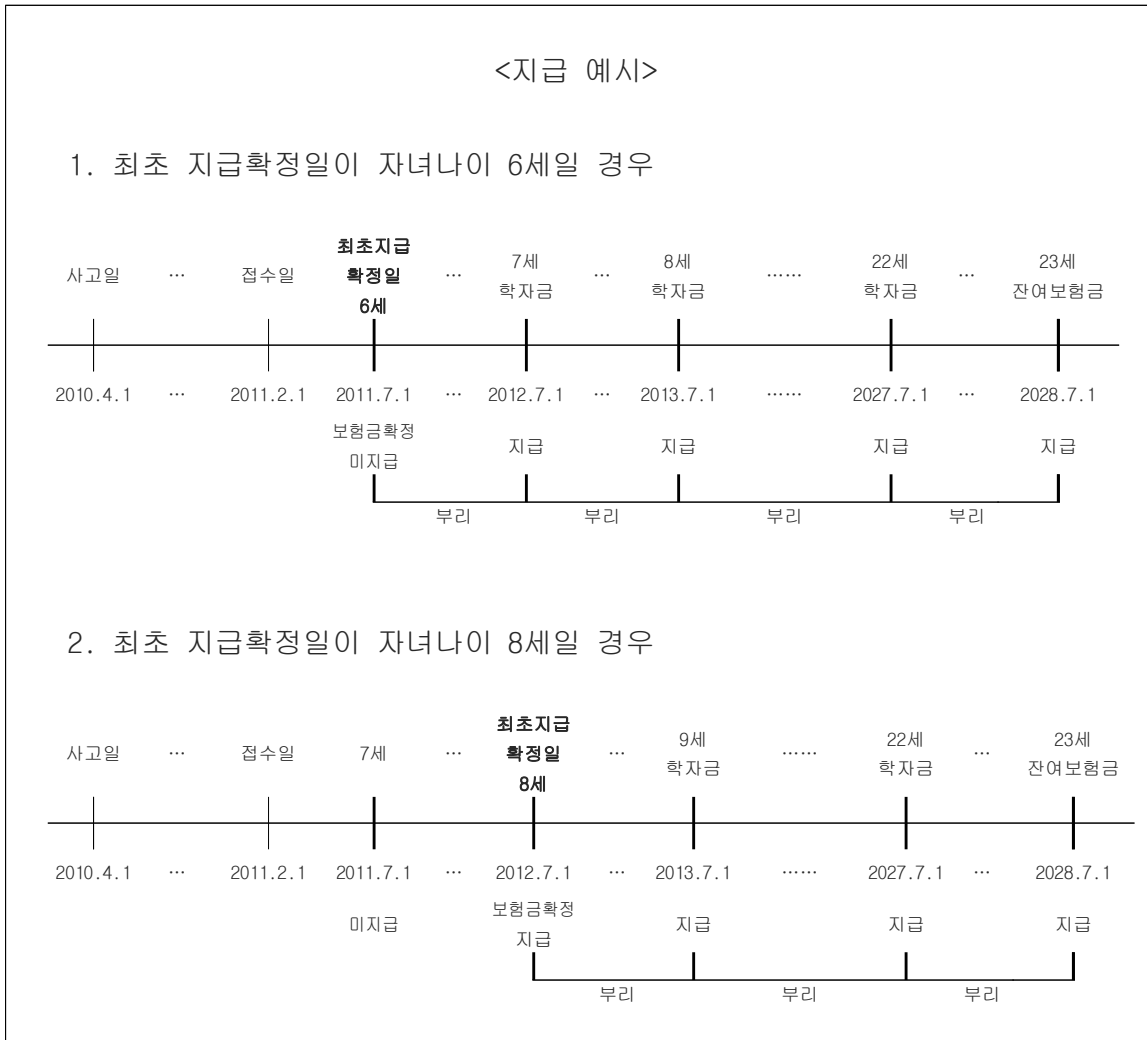 <지급 예시>
1. 최초 지급확정일이 자녀나이 6세일 경우
최초지급
확정일
6세
사고일 … 접수일 … 7세 학자금 … 8세 학자금 …… 22세 학자금 … 23세 잔여보험금
2010.4.1 … 2011.2.1 2011.7.1 … 2012.7.1 … 2013.7.1 …… 2027.7.1 … 2028.7.1
보험금확정
미지급 지급 지급 지급 지급
부리 부리 부리 부리
2. 최초 지급확정일이 자녀나이 8세일 경우
최초지급
확정일
8세
사고일 … 접수일 7세 … … 9세 학자금 …… 22세 학자금 … 23세 잔여보험금
2010.4.1 … 2011.2.1 2011.7.1 … 2012.7.1 … 2013.7.1 …… 2027.7.1 … 2028.7.1
보험금확정
미지급 지급 지급 지급 지급
부리 부리 부리